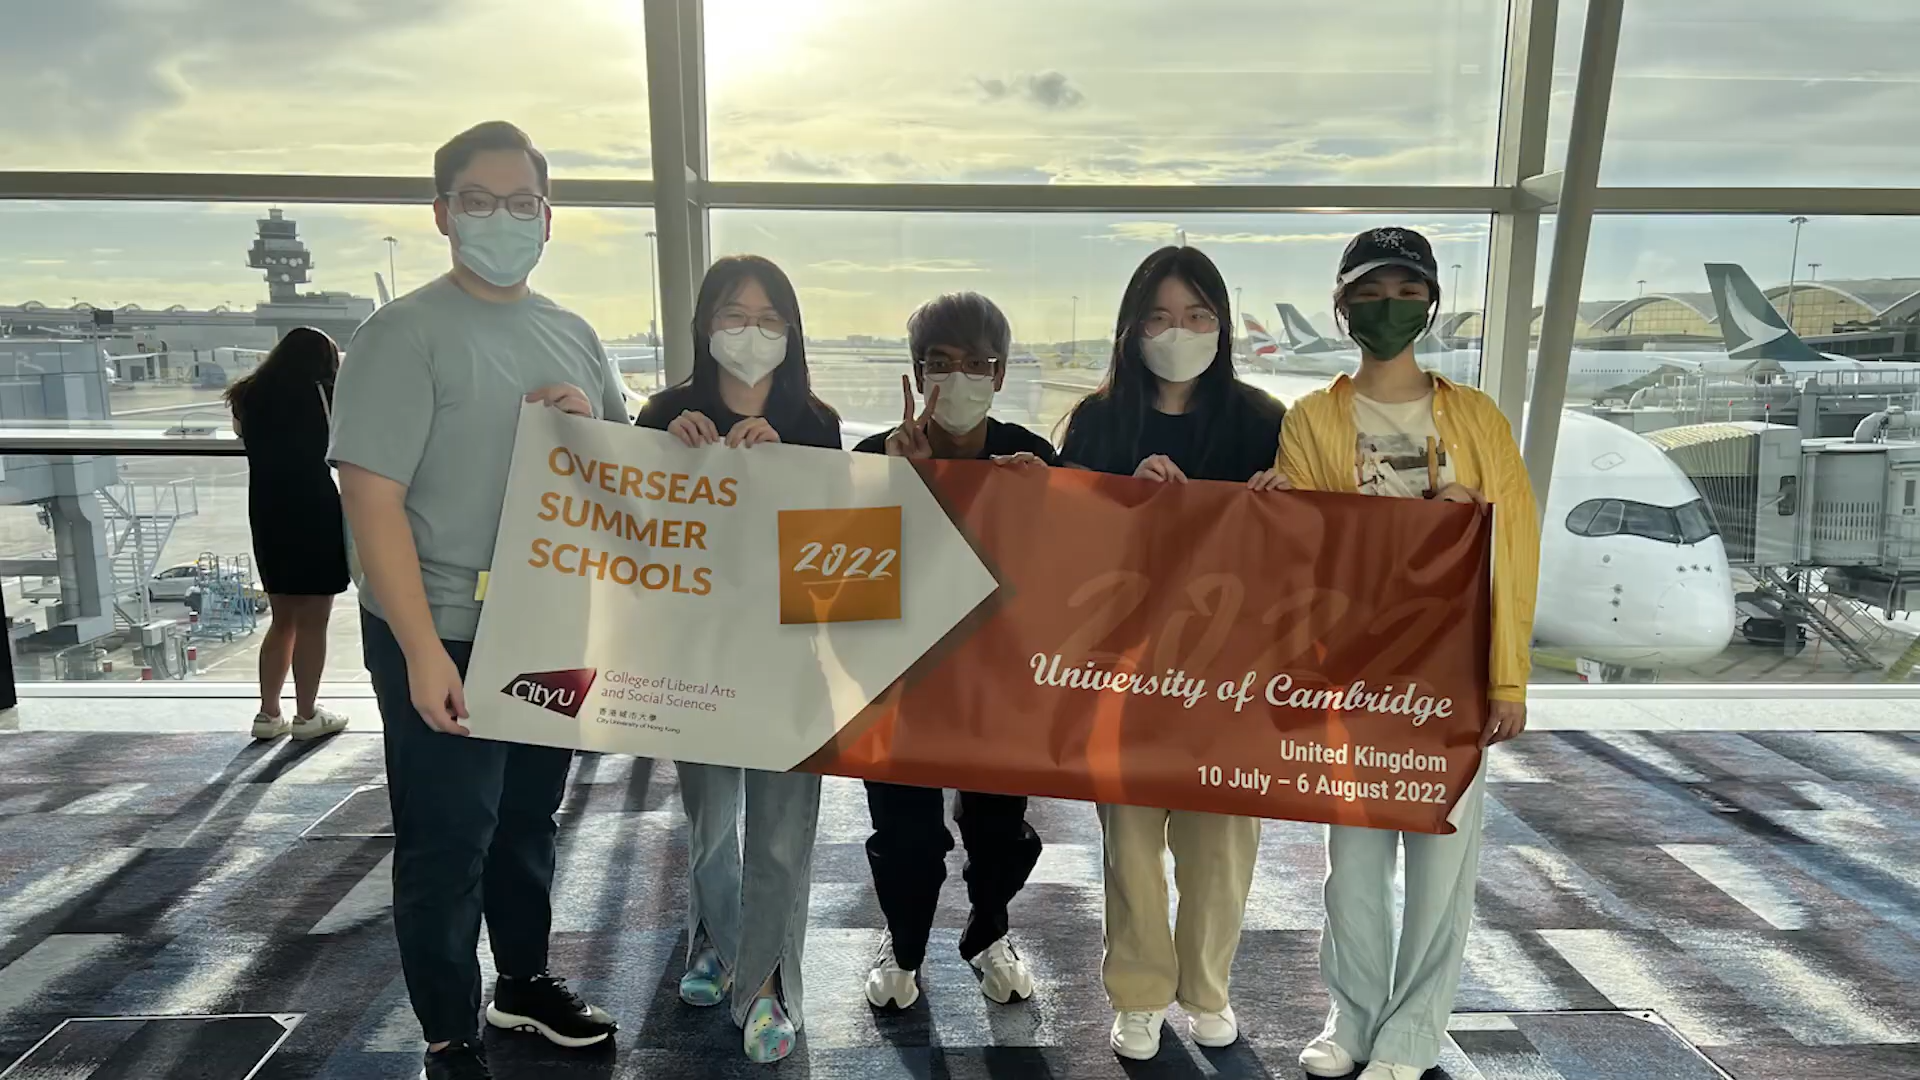 OVERSEAS
SUMMER
SCHOOLS
2022
CityU
College of Liberal Arts
and Social Sciences
香港城市大學
City University of Hong Kong
2022
University of Cambridge
United Kingdom
10 July – 6 August 2022